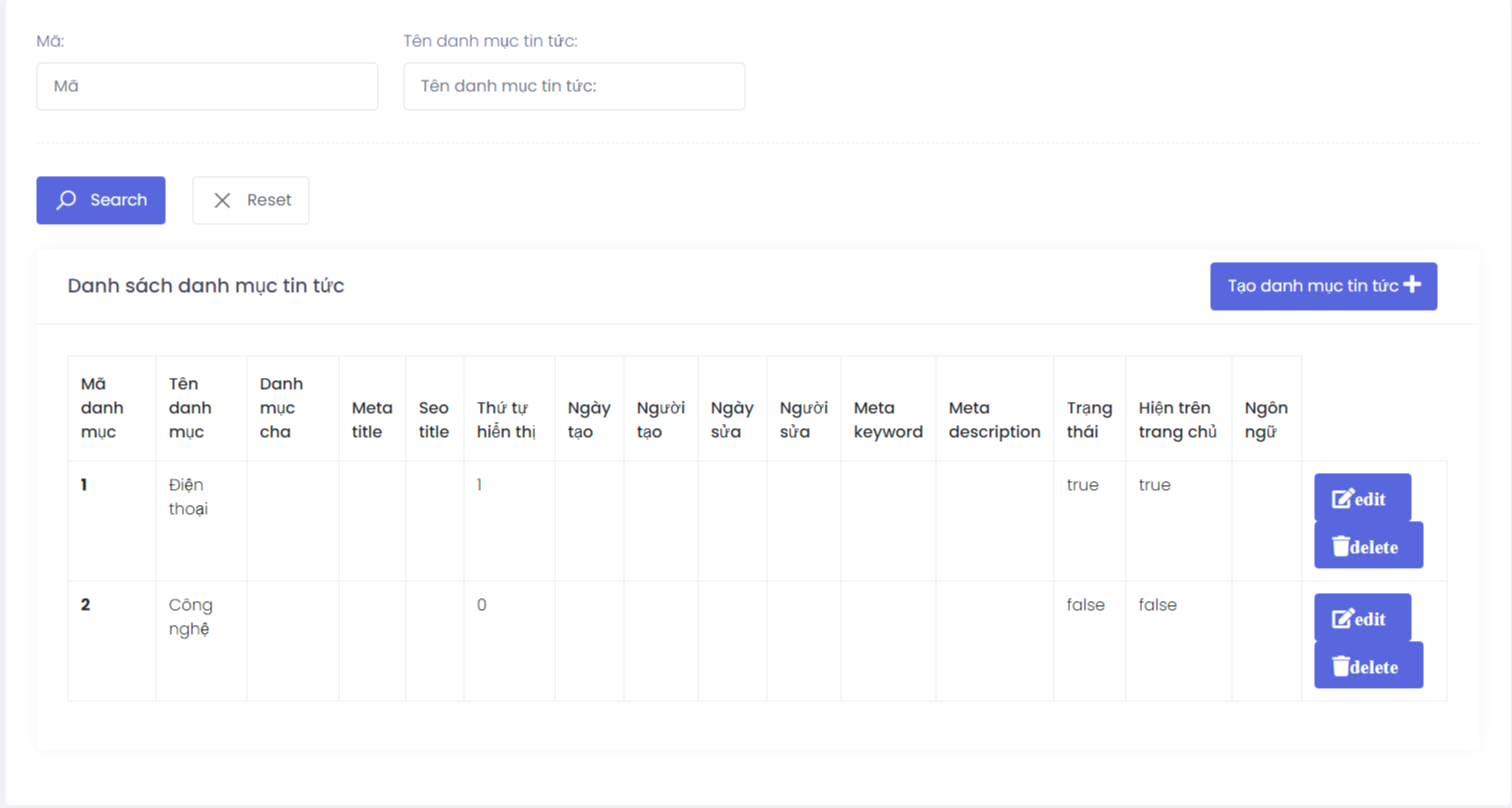 Mã:
Tên danh mục tin tức:
Mã
Tên danh mục tin tức:
Search
Reset
Danh sách danh mục tin tức
Tạo danh mục tin tức
Mã danh mục
Tên danh mục
Danh mục cha
Meta title
Seo title
Thứ tự hiển thị
Ngày tạo
Người tạo
Ngày sửa
Người sửa
Meta keyword
Meta description
Trạng thái
Hiện trên trang chủ
Ngôn ngữ
1
Điện thoại
1
true
true
edit
delete
2
Công nghệ
0
false
false
edit
delete